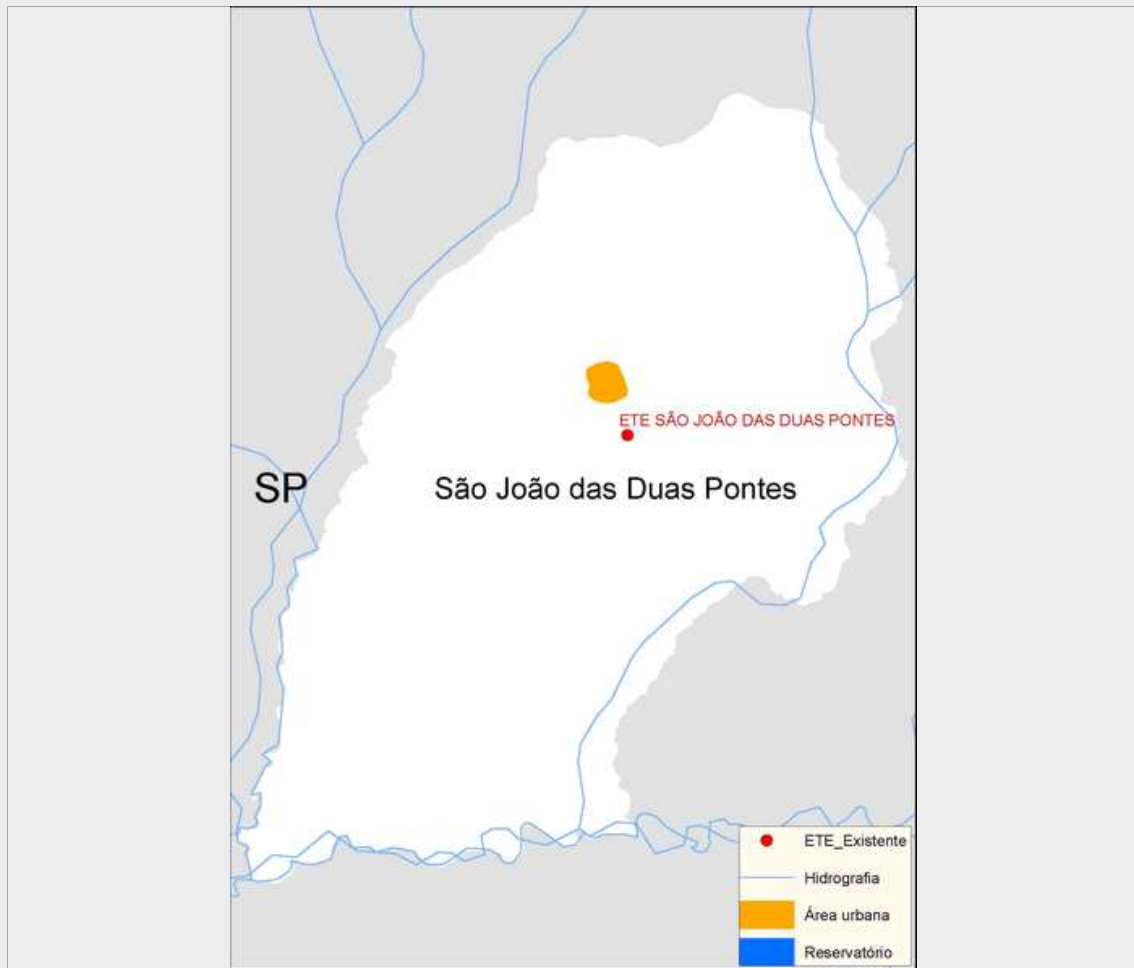 ETE SÃO JOÃO DAS DUAS PONTES
SP
São João das Duas Pontes
ETE_Existente
Hidrografia
Área urbana
Reservatório